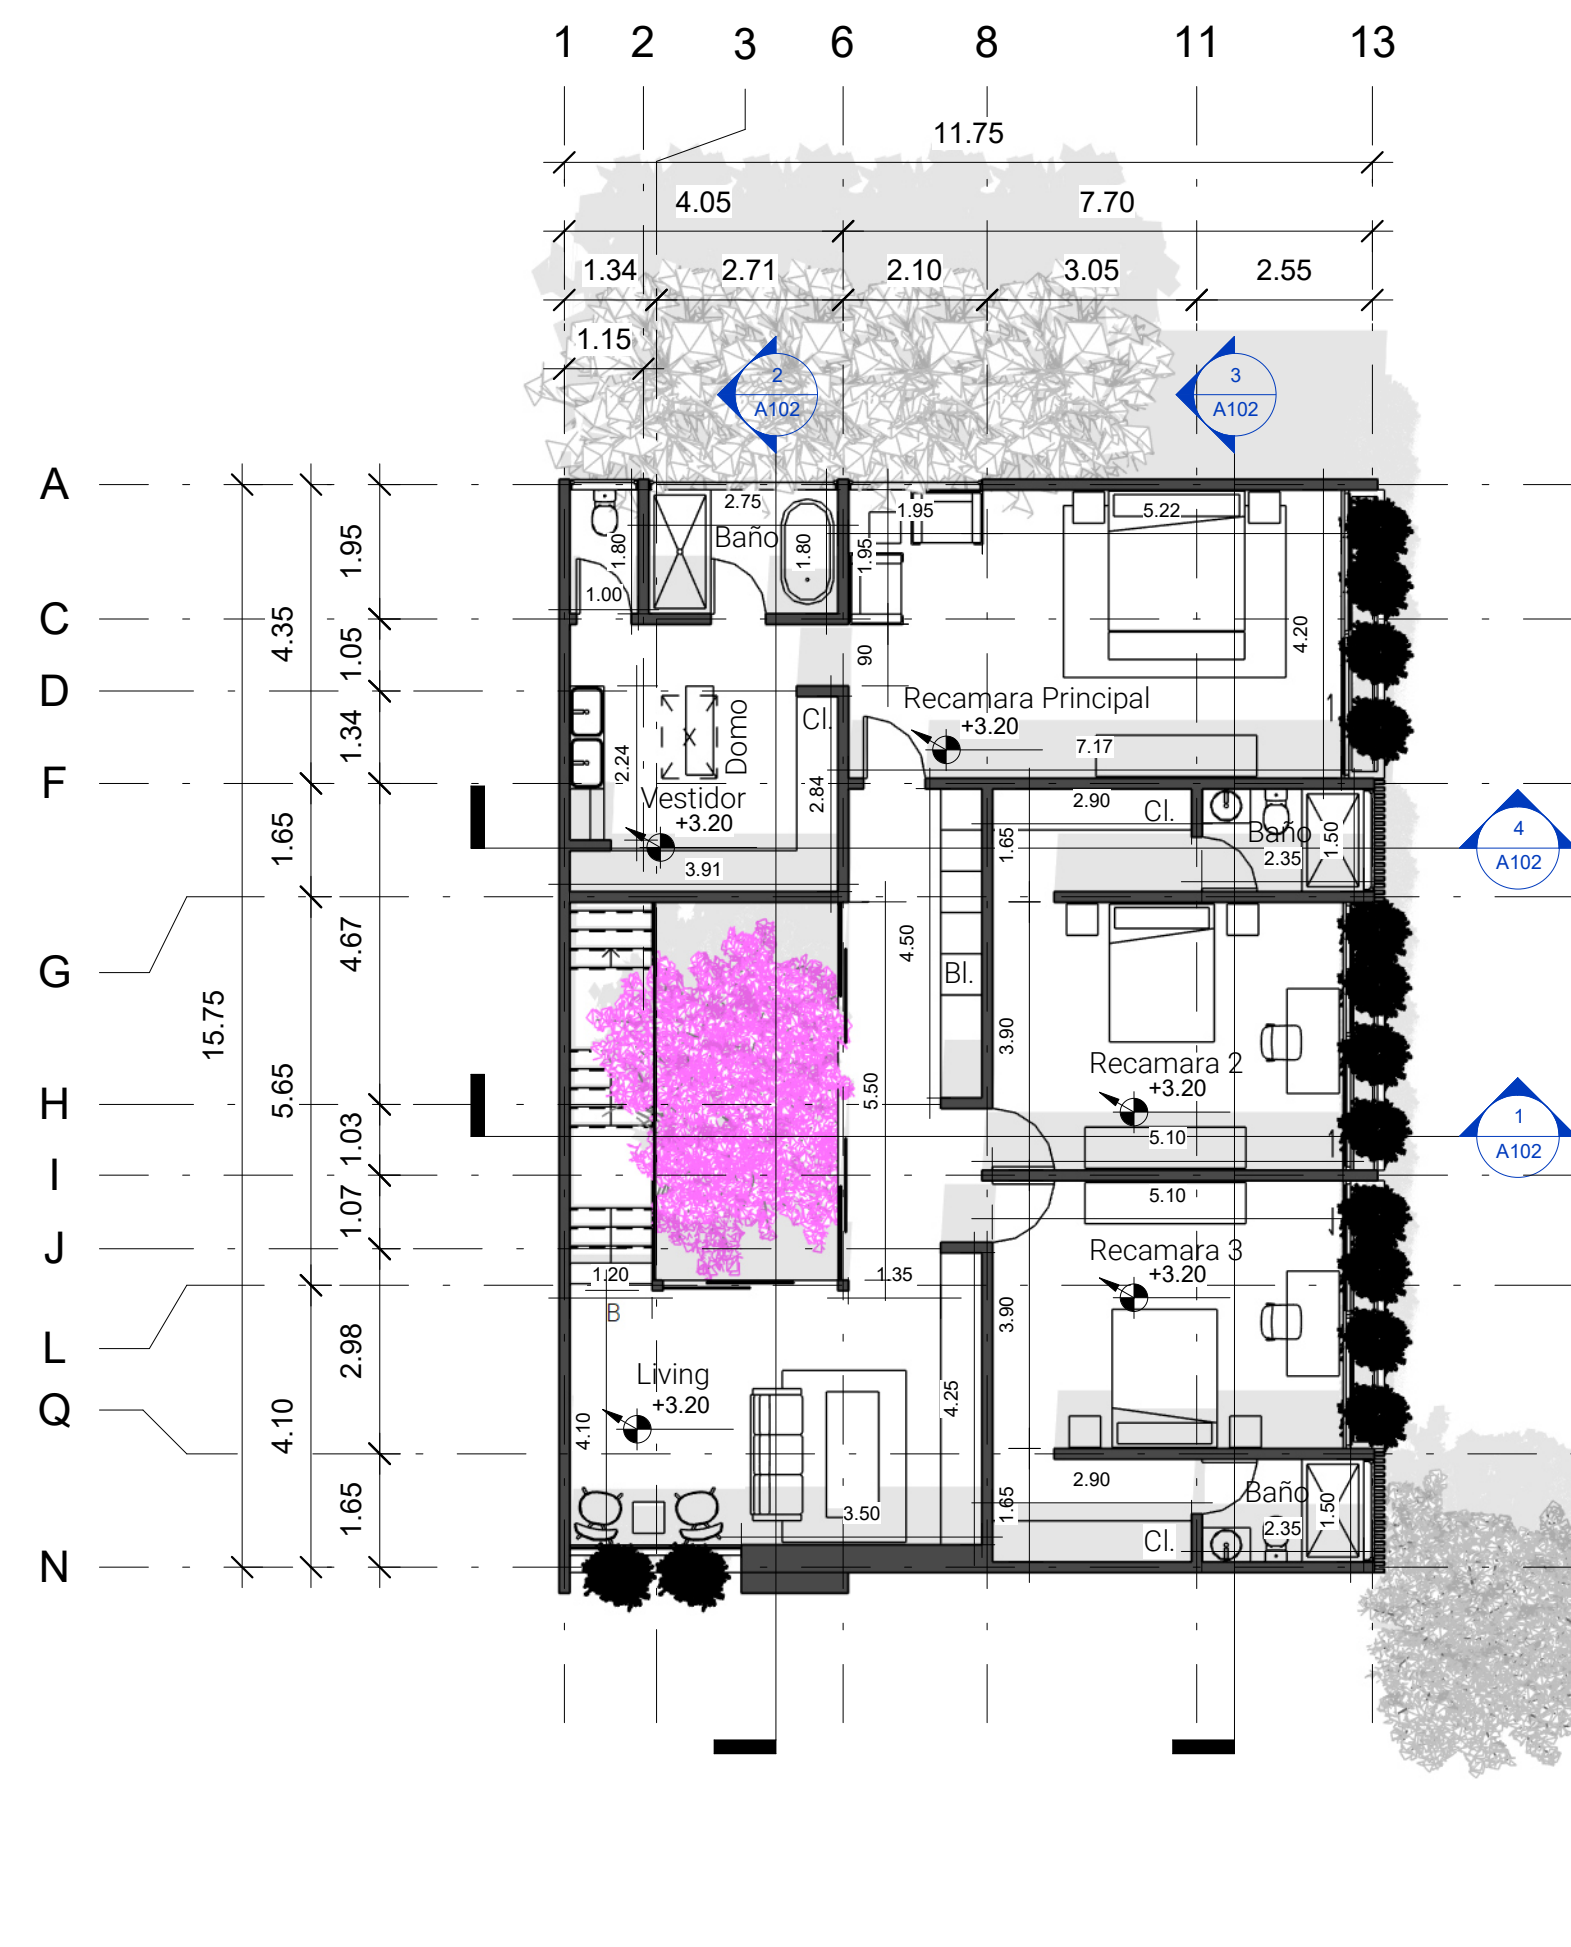 1 2 3 6 8 11 13
11.75
4.05 7.70
1.34 2.71 2.10 3.05 2.55
1.15
2
A102
3
A102
A
C
D
F
G
H
I
J
L
Q
N
15.75
4.35
1.65
5.65
4.10
1.95
1.05
1.34
4.67
1.03
1.07
2.98
1.65
2.75
Baño
1.80
1.80
1.00
1.95
1.95
5.22
4.20
90
Recamara Principal
+3.20
7.17
Cl.
Domo
2.24
2.84
Vestidor
+3.20
3.91
2.90
Cl.
1.65
Baño
2.35
1.50
4
A102
4.50
Bl.
3.90
5.50
Recamara 2
+3.20
5.10
1
A102
5.10
Recamara 3
+3.20
1.20
1.35
B
3.90
Living
+3.20
4.10
4.25
3.50
2.90
1.65
Cl.
Baño
2.35
1.50